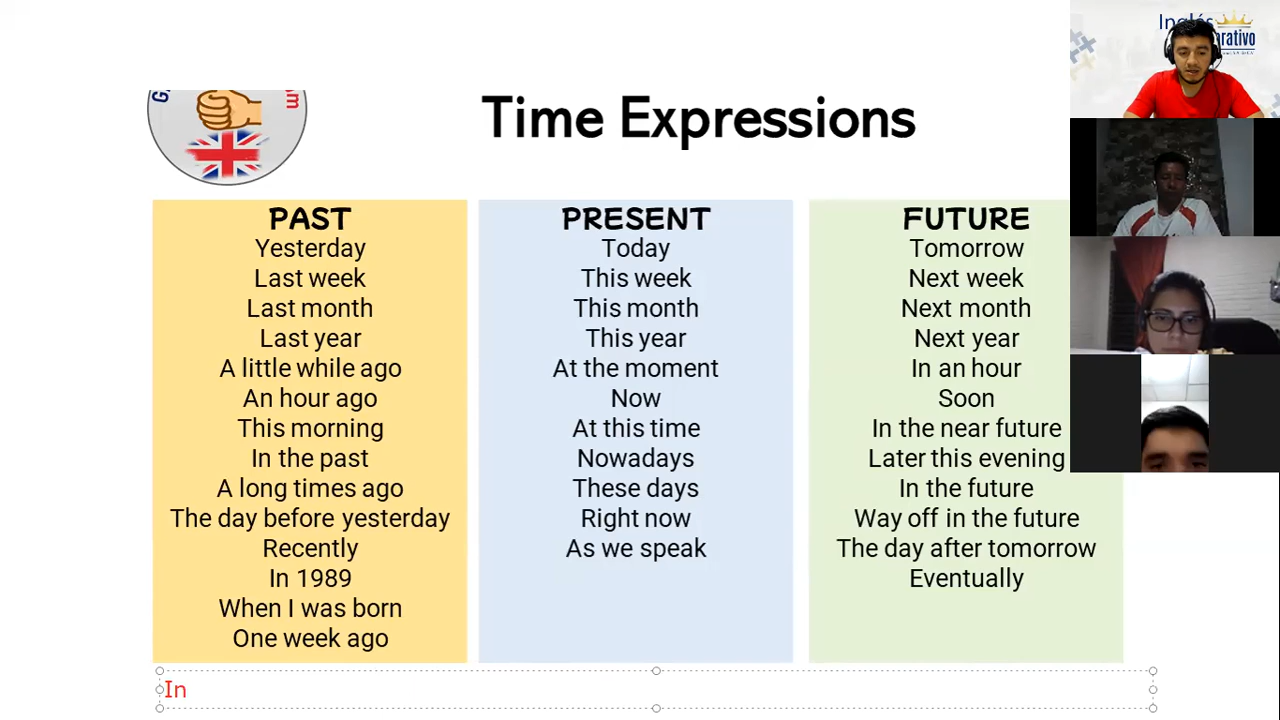 Inglés
rativo
Time Expressions
PAST
Yesterday
Last week
Last month
Last year
A little while ago
An hour ago
This morning
In the past
A long times ago
The day before yesterday
Recently
In 1989
When I was born
One week ago
PRESENT
Today
This week
This month
This year
At the moment
Now
At this time
Nowadays
These days
Right now
As we speak
FUTURE
Tomorrow
Next week
Next month
Next year
In an hour
Soon
In the near future
Later this evening
In the future
Way off in the future
The day after tomorrow
Eventually
In